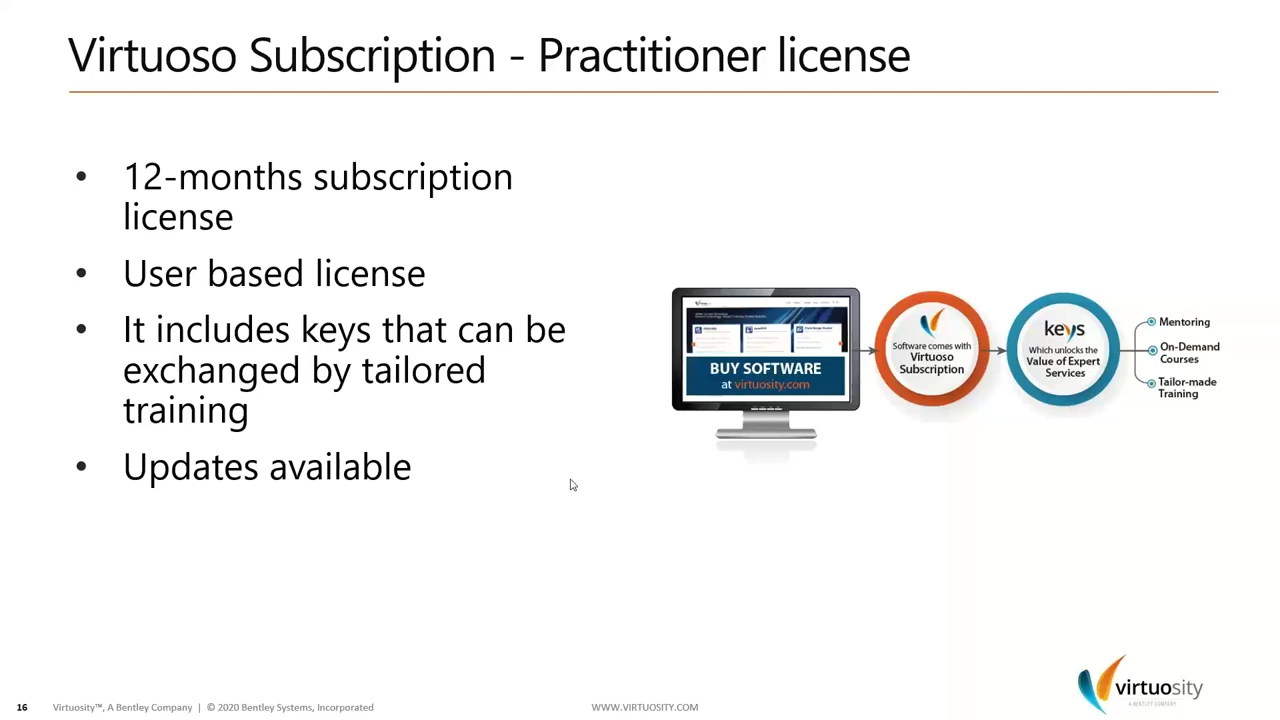 Virtuoso Subscription - Practitioner license
• 12-months subscription
license
• User based license
• It includes keys that can be
exchanged by tailored
training
• Updates available
BUY SOFTWARE
at virtuosity.com
Software comes with
Virtuoso
Subscription
keys
Which unlocks the
Value of Expert
Services
Mentoring
On-Demand
Courses
Tailor-made
Training
virtuosity
A BENTLEY COMPANY
16 Virtuosity™, A Bentley Company | © 2020 Bentley Systems, Incorporated
WWW.VIRTUOSITY.COM